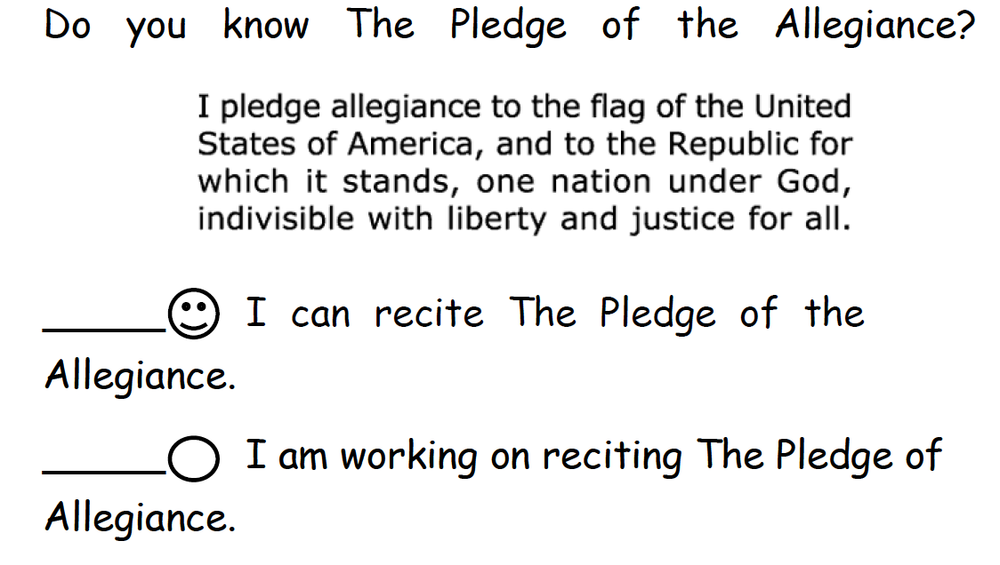 Do you know The Pledge of the Allegiance?
I pledge allegiance to the flag of the United
States of America, and to the Republic for
which it stands, one nation under God,
indivisible with liberty and justice for all.
______☺ I can recite The Pledge of the
Allegiance.
______◯ I am working on reciting The Pledge of
Allegiance.